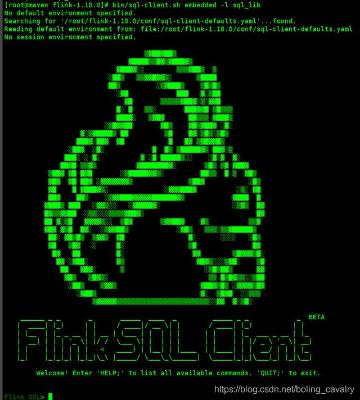 [root@maven flink-1.10.0]# bin/sql-client.sh embedded -l sql_lib
No default environment specified.
Searching for '/root/flink-1.10.0/conf/sql-client-defaults.yaml'...found.
Reading default environment from: file:/root/flink-1.10.0/conf/sql-client-defaults.yaml
No session environment specified.
BETA
Flink SQL Client
Welcome! Enter 'HELP;' to list all available commands. 'QUIT;' to exit.
https://blog.csdn.net/boling_cavalry
Flink SQL>